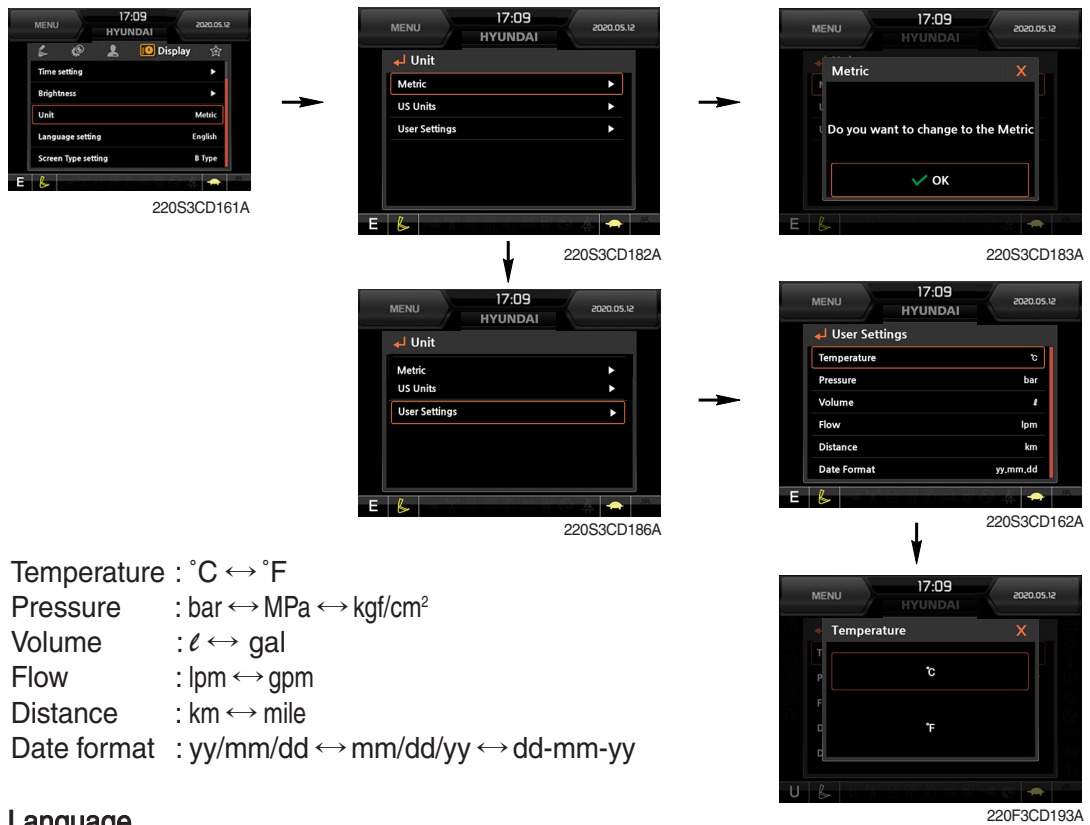 MENU 17:09 2020.05.12
HYUNDAI
Display
Time setting
Brightness
Unit Metric
Language setting English
Screen Type setting B Type
E
220S3CD161A
MENU 17:09 2020.05.12
HYUNDAI
Unit
Metric
US Units
User Settings
E
220S3CD182A
MENU 17:09 2020.05.12
HYUNDAI
Metric X
Do you want to change to the Metric
OK
E
220S3CD183A
MENU 17:09 2020.05.12
HYUNDAI
Unit
Metric
US Units
User Settings
E
220S3CD186A
MENU 17:09 2020.05.12
HYUNDAI
User Settings
Temperature ℃
Pressure bar
Volume ℓ
Flow lpm
Distance km
Date Format yy.mm.dd
E
220S3CD162A
MENU 17:09 2020.05.12
HYUNDAI
Temperature X
℃
℉
U
220F3CD193A
Temperature : ˚C ↔ ˚F
Pressure : bar ↔ MPa ↔ kgf/cm²
Volume : ℓ ↔ gal
Flow : lpm ↔ gpm
Distance : km ↔ mile
Date format : yy/mm/dd ↔ mm/dd/yy ↔ dd-mm-yy
Language